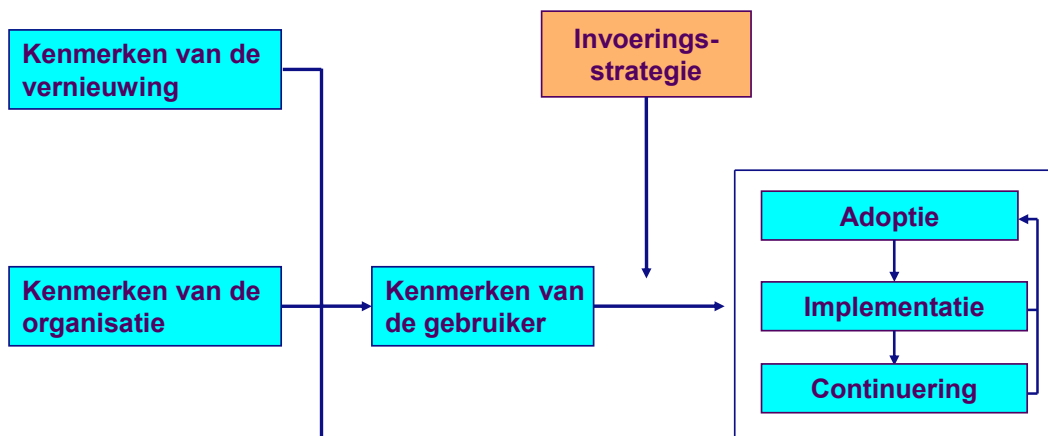 Kenmerken van de
vernieuwing
Invoerings-
strategie
Kenmerken van de
organisatie
Kenmerken van
de gebruiker
Adoptie
Implementatie
Continuering